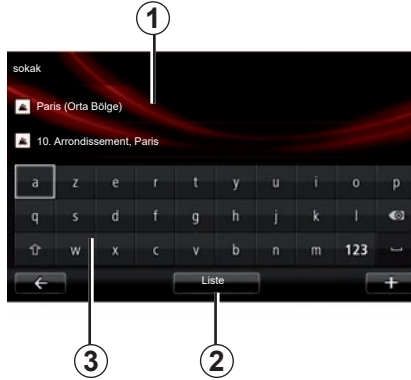 1
sokak
Paris (Orta Bölge)
10. Arrondissement, Paris
a z e r t y u i o p
q s d f g h j k l
w x c v b n m 123
Liste
+
3 2